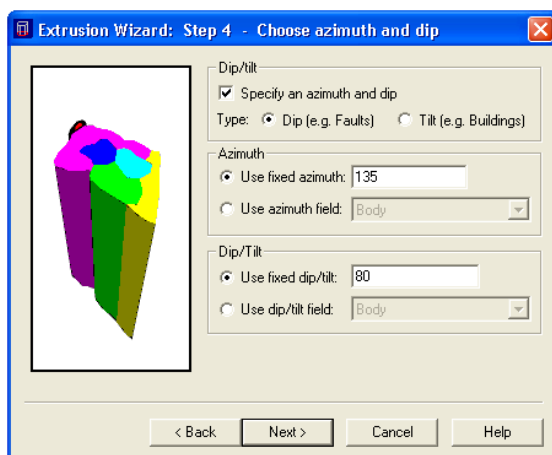 Extrusion Wizard: Step 4 - Choose azimuth and dip
Dip/tilt
Specify an azimuth and dip
Type: Dip (e.g. Faults) Tilt (e.g. Buildings)
Azimuth
Use fixed azimuth: 135
Use azimuth field: Body
Dip/Tilt
Use fixed dip/tilt: 80
Use dip/tilt field: Body
< Back Next > Cancel Help